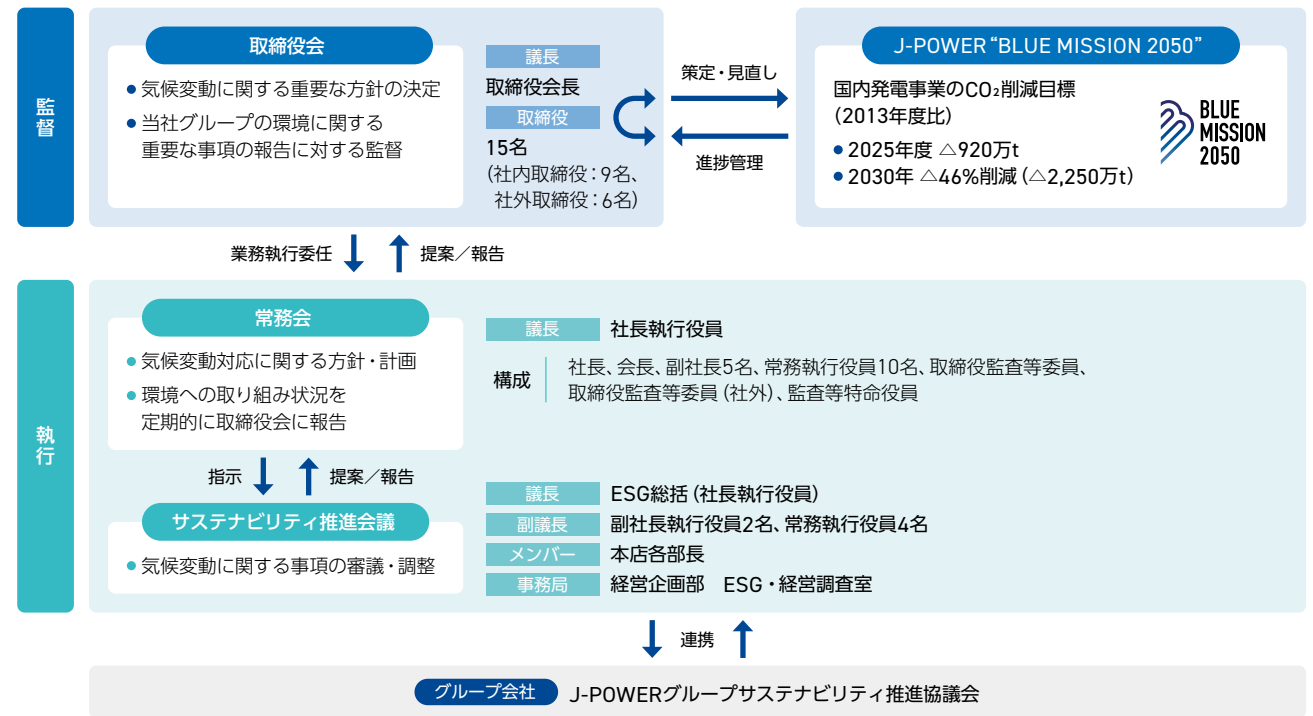 監督
取締役会
● 気候変動に関する重要な方針の決定
● 当社グループの環境に関する
重要な事項の報告に対する監督
議長
取締役会長
取締役
15名
(社内取締役：9名、
社外取締役：6名)
策定・見直し
進捗管理
J-POWER “BLUE MISSION 2050”
国内発電事業のCO₂削減目標
(2013年度比)
● 2025年度 △920万t
● 2030年 △46%削減 (△2,250万t)
BLUE
MISSION
2050
業務執行委任
提案／報告
執行
常務会
● 気候変動対応に関する方針・計画
● 環境への取り組み状況を
定期的に取締役会に報告
議長 社長執行役員
構成
社長、会長、副社長5名、常務執行役員10名、取締役監査等委員、
取締役監査等委員 (社外)、監査等特命役員
指示
提案／報告
サステナビリティ推進会議
● 気候変動に関する事項の審議・調整
議長 ESG総括 (社長執行役員)
副議長 副社長執行役員2名、常務執行役員4名
メンバー 本店各部長
事務局 経営企画部　ESG・経営調査室
連携
グループ会社 J-POWERグループサステナビリティ推進協議会